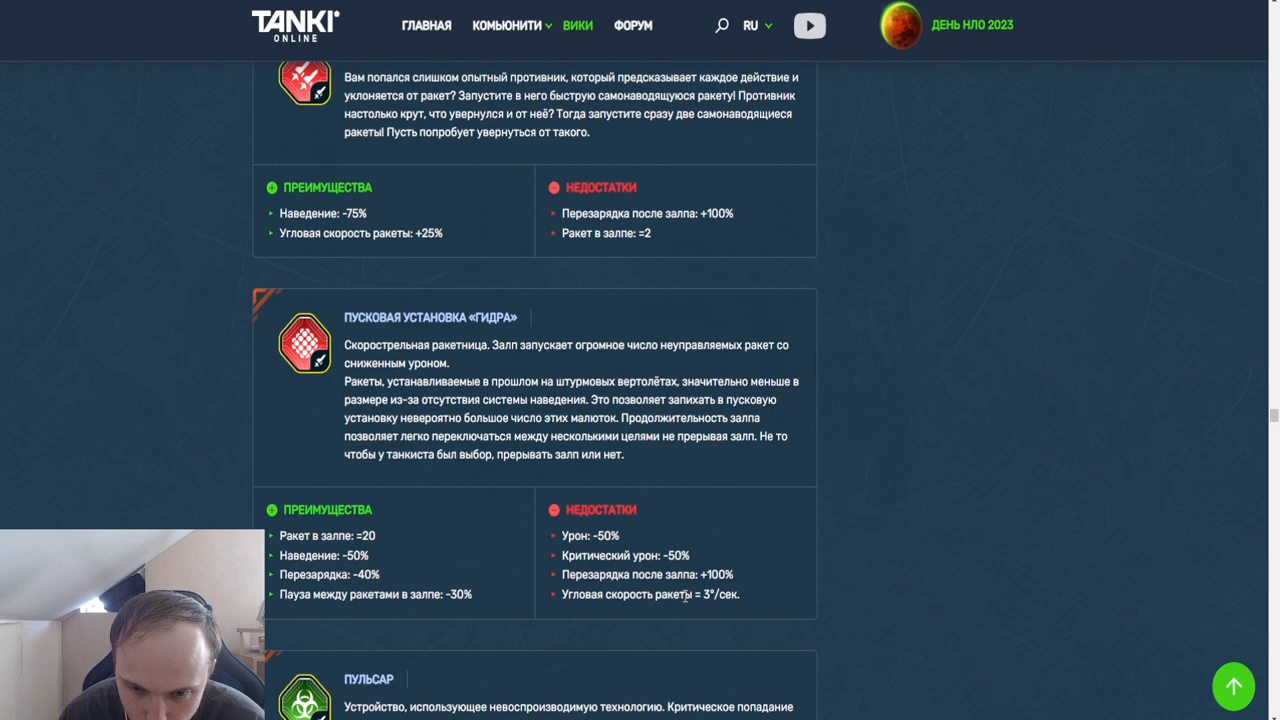 TANKI
ONLINE
ГЛАВНАЯ
КОМЬЮНИТИ
ВИКИ
ФОРУМ
RU
ДЕНЬ НЛО 2023
Вам попался слишком опытный противник, который предсказывает каждое действие и
уклоняется от ракет? Запустите в него быструю самонаводящуюся ракету! Противник
настолько крут, что увернулся и от неё? Тогда запустите сразу две самонаводящиеся
ракеты! Пусть попробует увернуться от такого.
ПРЕИМУЩЕСТВА
Наведение: -75%
Угловая скорость ракеты: +25%
НЕДОСТАТКИ
Перезарядка после залпа: +100%
Ракет в залпе: =2
ПУСКОВАЯ УСТАНОВКА «ГИДРА»
Скорострельная ракетница. Залп запускает огромное число неуправляемых ракет со
сниженным уроном.
Ракеты, устанавливаемые в прошлом на штурмовых вертолётах, значительно меньше в
размере из-за отсутствия системы наведения. Это позволяет запихать в пусковую
установку невероятно большое число этих малюток. Продолжительность залпа
позволяет легко переключаться между несколькими целями не прерывая залп. Не то
чтобы у танкиста был выбор, прерывать залп или нет.
ПРЕИМУЩЕСТВА
Ракет в залпе: =20
Наведение: -50%
Перезарядка: -40%
Пауза между ракетами в залпе: -30%
НЕДОСТАТКИ
Урон: -50%
Критический урон: -50%
Перезарядка после залпа: +100%
Угловая скорость ракеты = 3°/сек.
ПУЛЬСАР
Устройство, использующее невоспроизводимую технологию. Критическое попадание